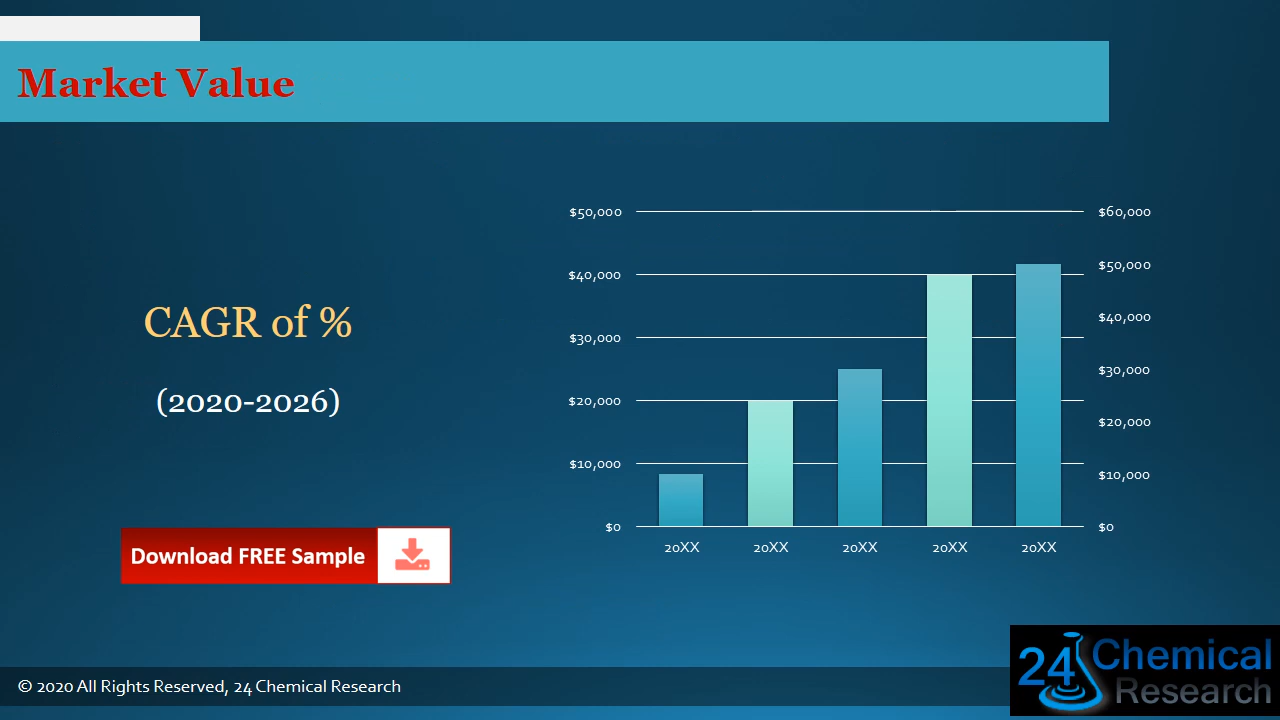 Market Value
CAGR of %
(2020-2026)
Download FREE Sample
$50,000
$40,000
$30,000
$20,000
$10,000
$0
$60,000
$50,000
$40,000
$30,000
$20,000
$10,000
$0
20XX 20XX 20XX 20XX 20XX
© 2020 All Rights Reserved, 24 Chemical Research
24 Chemical
Research